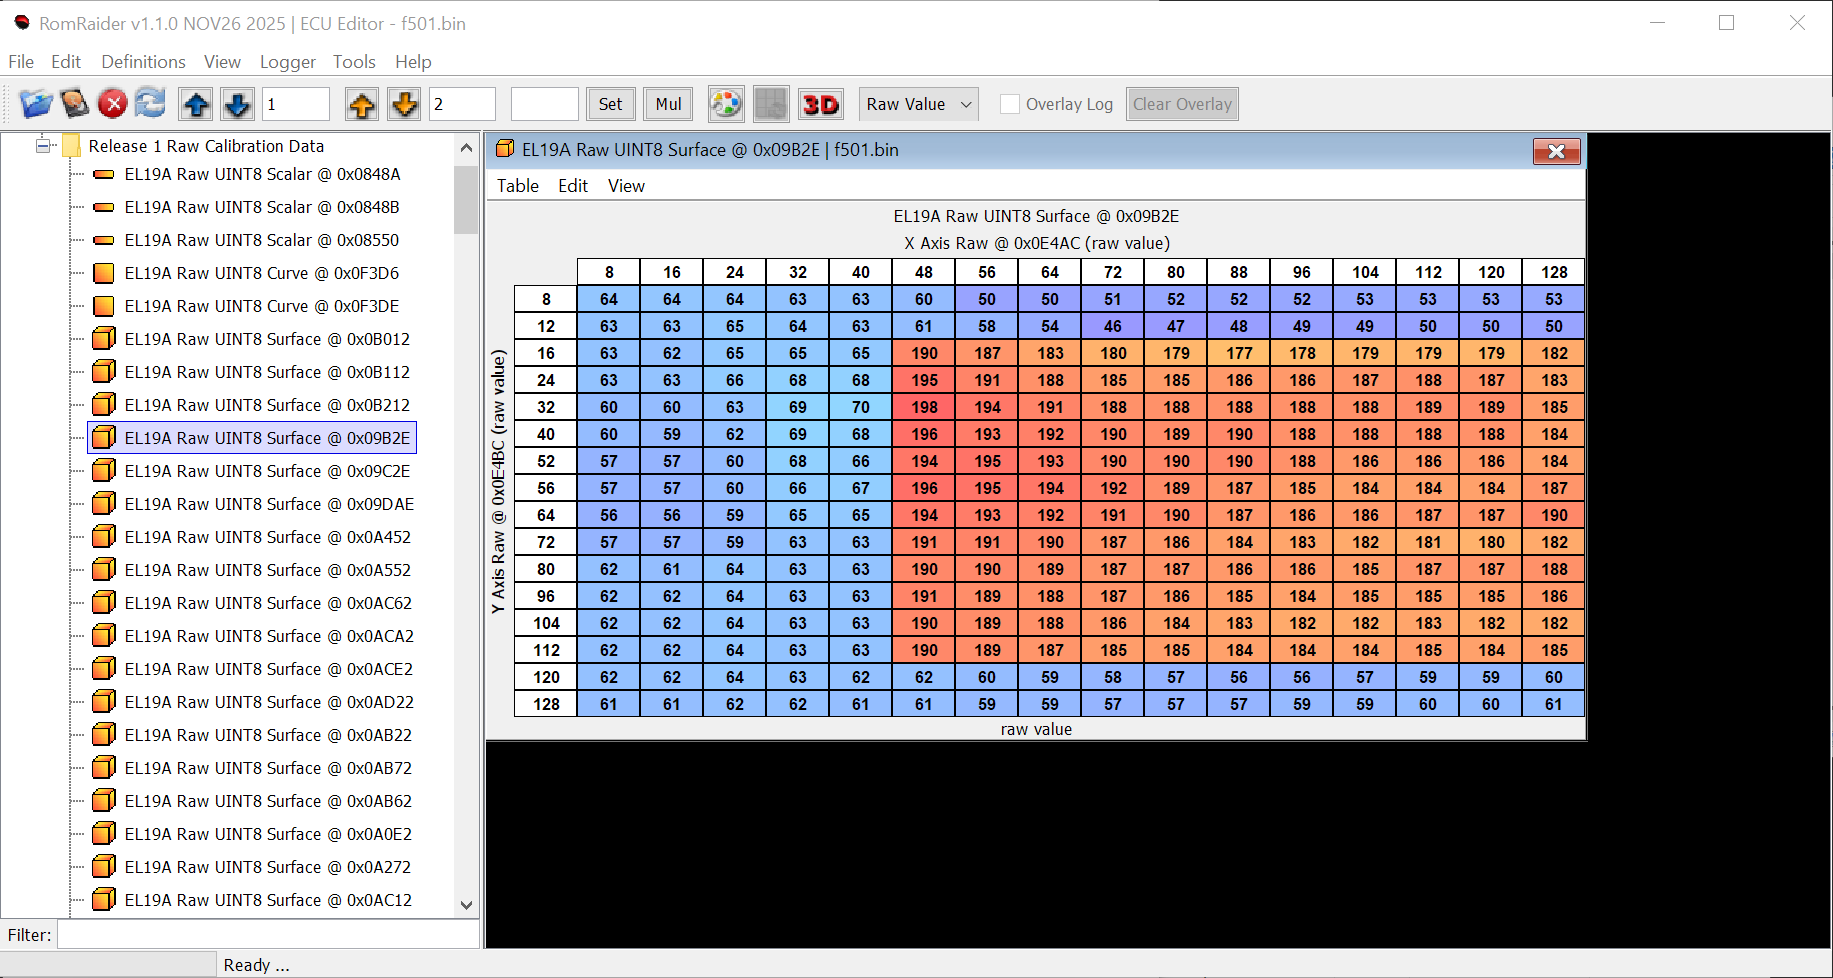 RomRaider v1.1.0 NOV26 2025 | ECU Editor - f501.bin
File Edit Definitions View Logger Tools Help
1 2 Set Mul 3D Raw Value Overlay Log Clear Overlay
Release 1 Raw Calibration Data
EL19A Raw UINT8 Scalar @ 0x0848A
EL19A Raw UINT8 Scalar @ 0x0848B
EL19A Raw UINT8 Scalar @ 0x08550
EL19A Raw UINT8 Curve @ 0x0F3D6
EL19A Raw UINT8 Curve @ 0x0F3DE
EL19A Raw UINT8 Surface @ 0x0B012
EL19A Raw UINT8 Surface @ 0x0B112
EL19A Raw UINT8 Surface @ 0x0B212
EL19A Raw UINT8 Surface @ 0x09B2E
EL19A Raw UINT8 Surface @ 0x09C2E
EL19A Raw UINT8 Surface @ 0x09DAE
EL19A Raw UINT8 Surface @ 0x0A452
EL19A Raw UINT8 Surface @ 0x0A552
EL19A Raw UINT8 Surface @ 0x0AC62
EL19A Raw UINT8 Surface @ 0x0ACA2
EL19A Raw UINT8 Surface @ 0x0ACE2
EL19A Raw UINT8 Surface @ 0x0AD22
EL19A Raw UINT8 Surface @ 0x0AB22
EL19A Raw UINT8 Surface @ 0x0AB72
EL19A Raw UINT8 Surface @ 0x0AB62
EL19A Raw UINT8 Surface @ 0x0A0E2
EL19A Raw UINT8 Surface @ 0x0A272
EL19A Raw UINT8 Surface @ 0x0AC12
Filter:
Ready ...
EL19A Raw UINT8 Surface @ 0x09B2E | f501.bin
Table Edit View
EL19A Raw UINT8 Surface @ 0x09B2E
X Axis Raw @ 0x0E4AC (raw value)
Y Axis Raw @ 0x0E4BC (raw value)
8 16 24 32 40 48 56 64 72 80 88 96 104 112 120 128
8 64 64 64 63 63 60 50 50 51 52 52 52 53 53 53 53
12 63 63 65 64 63 61 58 54 46 47 48 49 49 50 50 50
16 63 62 65 65 65 190 187 183 180 179 177 178 179 179 179 182
24 63 63 66 68 68 195 191 188 185 185 186 186 187 188 187 183
32 60 60 63 69 70 198 194 191 188 188 188 188 188 189 189 185
40 60 59 62 69 68 196 193 192 190 189 190 188 188 188 188 184
52 57 57 60 68 66 194 195 193 190 190 190 188 186 186 186 184
56 57 57 60 66 67 196 195 194 192 189 187 185 184 184 184 187
64 56 56 59 65 65 194 193 192 191 190 187 186 186 187 187 190
72 57 57 59 63 63 191 191 190 187 186 184 183 182 181 180 182
80 62 61 64 63 63 190 190 189 187 187 186 186 185 187 187 188
96 62 62 64 63 63 191 189 188 187 186 185 184 185 185 185 186
104 62 62 64 63 63 190 189 188 186 184 183 182 182 183 182 182
112 62 62 64 63 63 190 189 187 185 185 184 184 184 185 184 185
120 62 62 64 63 62 62 60 59 58 57 56 56 57 59 59 60
128 61 61 62 62 61 61 59 59 57 57 57 59 59 60 60 61
raw value